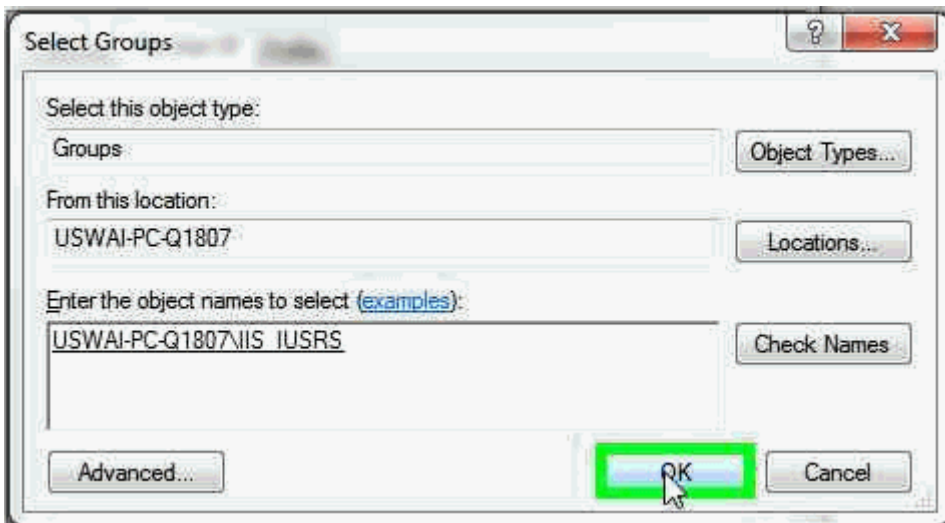 Select Groups
Select this object type:
Groups
Object Types...
From this location:
USWAI-PC-Q1807
Locations...
Enter the object names to select (examples):
USWAI-PC-Q1807\IIS_IUSRS
Check Names
Advanced...
OK
Cancel